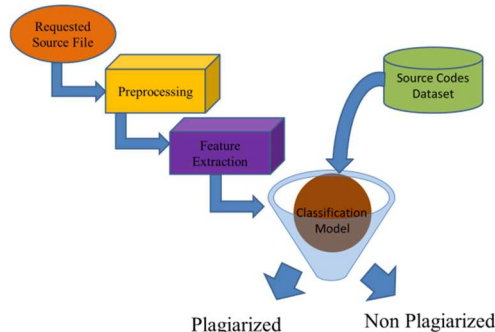 Requested
Source File
Preprocessing
Source Codes
Dataset
Feature
Extraction
Classification
Model
Plagiarized
Non Plagiarized